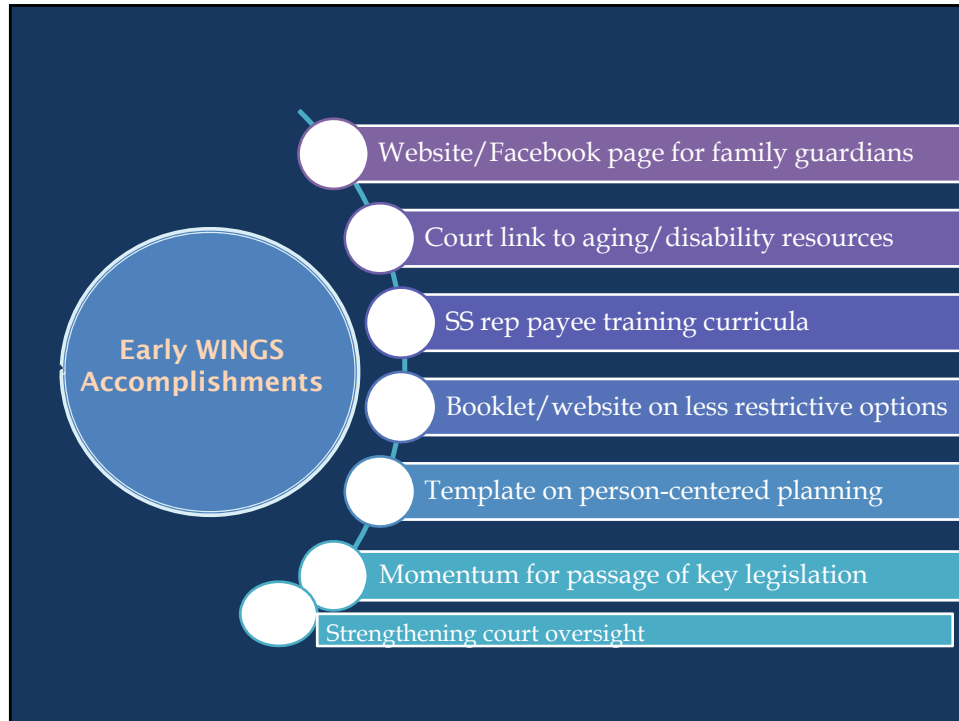 Early WINGS
Accomplishments
Website/Facebook page for family guardians
Court link to aging/disability resources
SS rep payee training curricula
Booklet/website on less restrictive options
Template on person-centered planning
Momentum for passage of key legislation
Strengthening court oversight